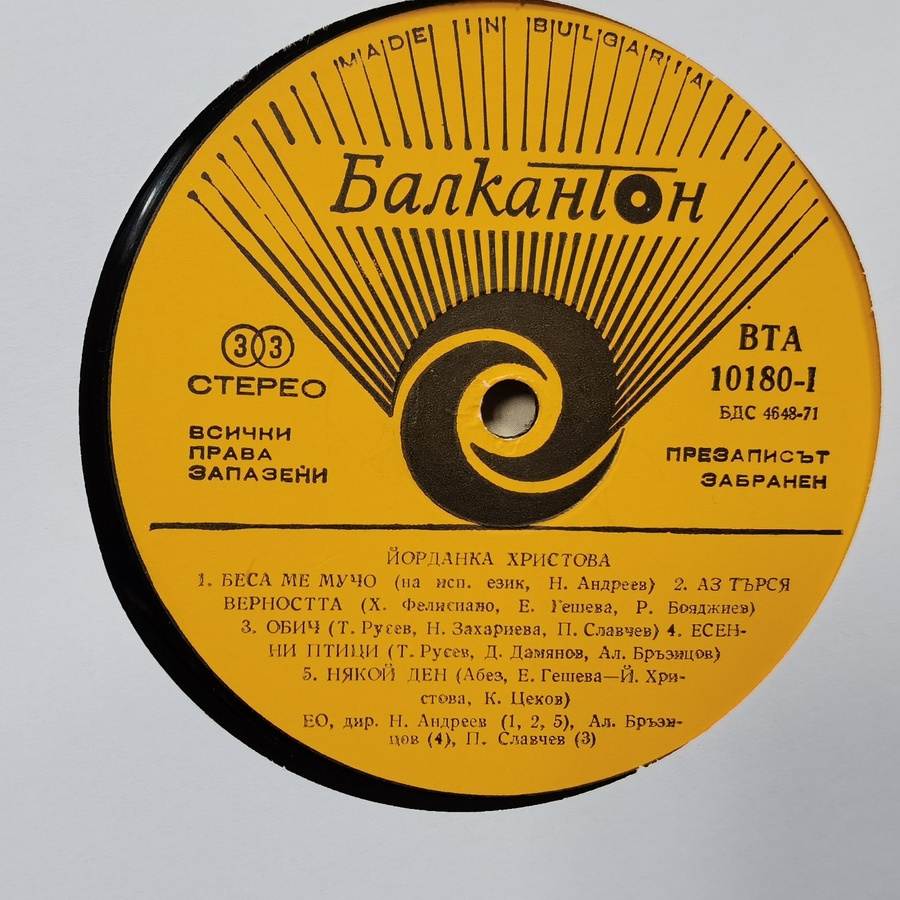 MADE IN BULGARIA
Балкантон
33
СТЕРЕО
ВСИЧКИ
ПРАВА
ЗАПАЗЕНИ
ВТА
10180-I
БДС 4648-71
ПРЕЗАПИСЪТ
ЗАБРАНЕН
ЙОРДАНКА ХРИСТОВА
1. БЕСА МЕ МУЧО (на исп. език, Н. Андреев) 2. АЗ ТЪРСЯ
ВЕРНОСТТА (Х. Фелисиано, Е. Гешева, Р. Бояджиев)
3. ОБИЧ (Т. Русев, Н. Захариева, П. Славчев) 4. ЕСЕН-
НИ ПТИЦИ (Т. Русев, Д. Дамянов, Ал. Бръзицов)
5. НЯКОЙ ДЕН (Абез, Е. Гешева—Й. Хри-
стова, К. Цеков)
ЕО, дир. Н. Андреев (1, 2, 5), Ал. Бръзи-
цов (4), П. Славчев (3)